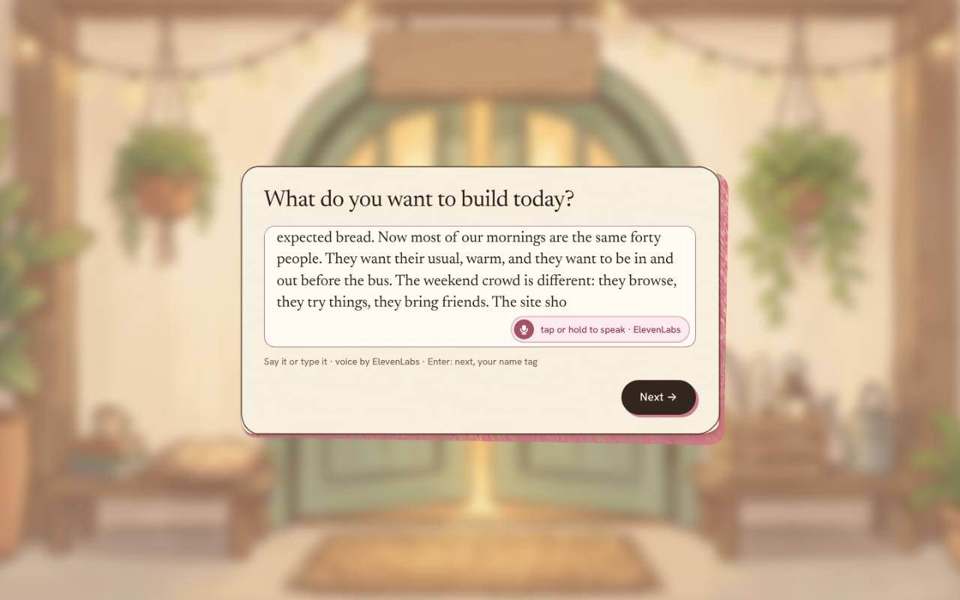 What do you want to build today?
expected bread. Now most of our mornings are the same forty
people. They want their usual, warm, and they want to be in and
out before the bus. The weekend crowd is different: they browse,
they try things, they bring friends. The site sho
tap or hold to speak · ElevenLabs
Say it or type it · voice by ElevenLabs · Enter: next, your name tag
Next →